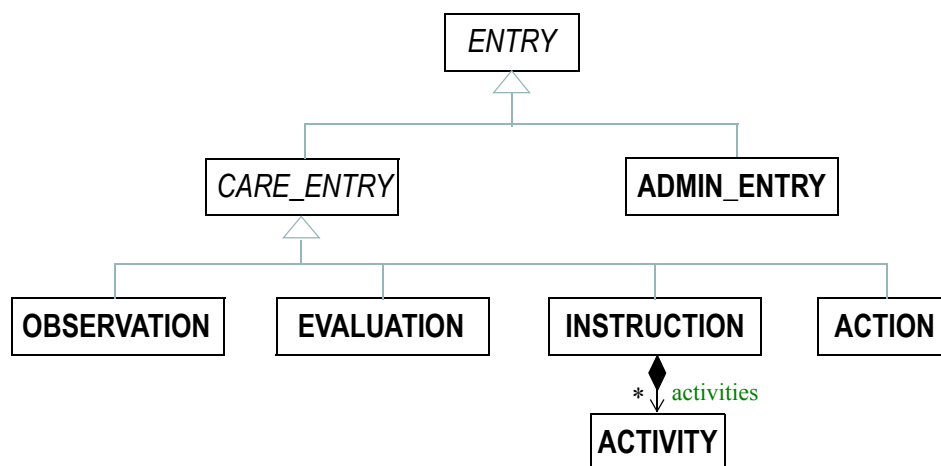 ENTRY
CARE_ENTRY
ADMIN_ENTRY
OBSERVATION
EVALUATION
INSTRUCTION
ACTION
* activities
ACTIVITY